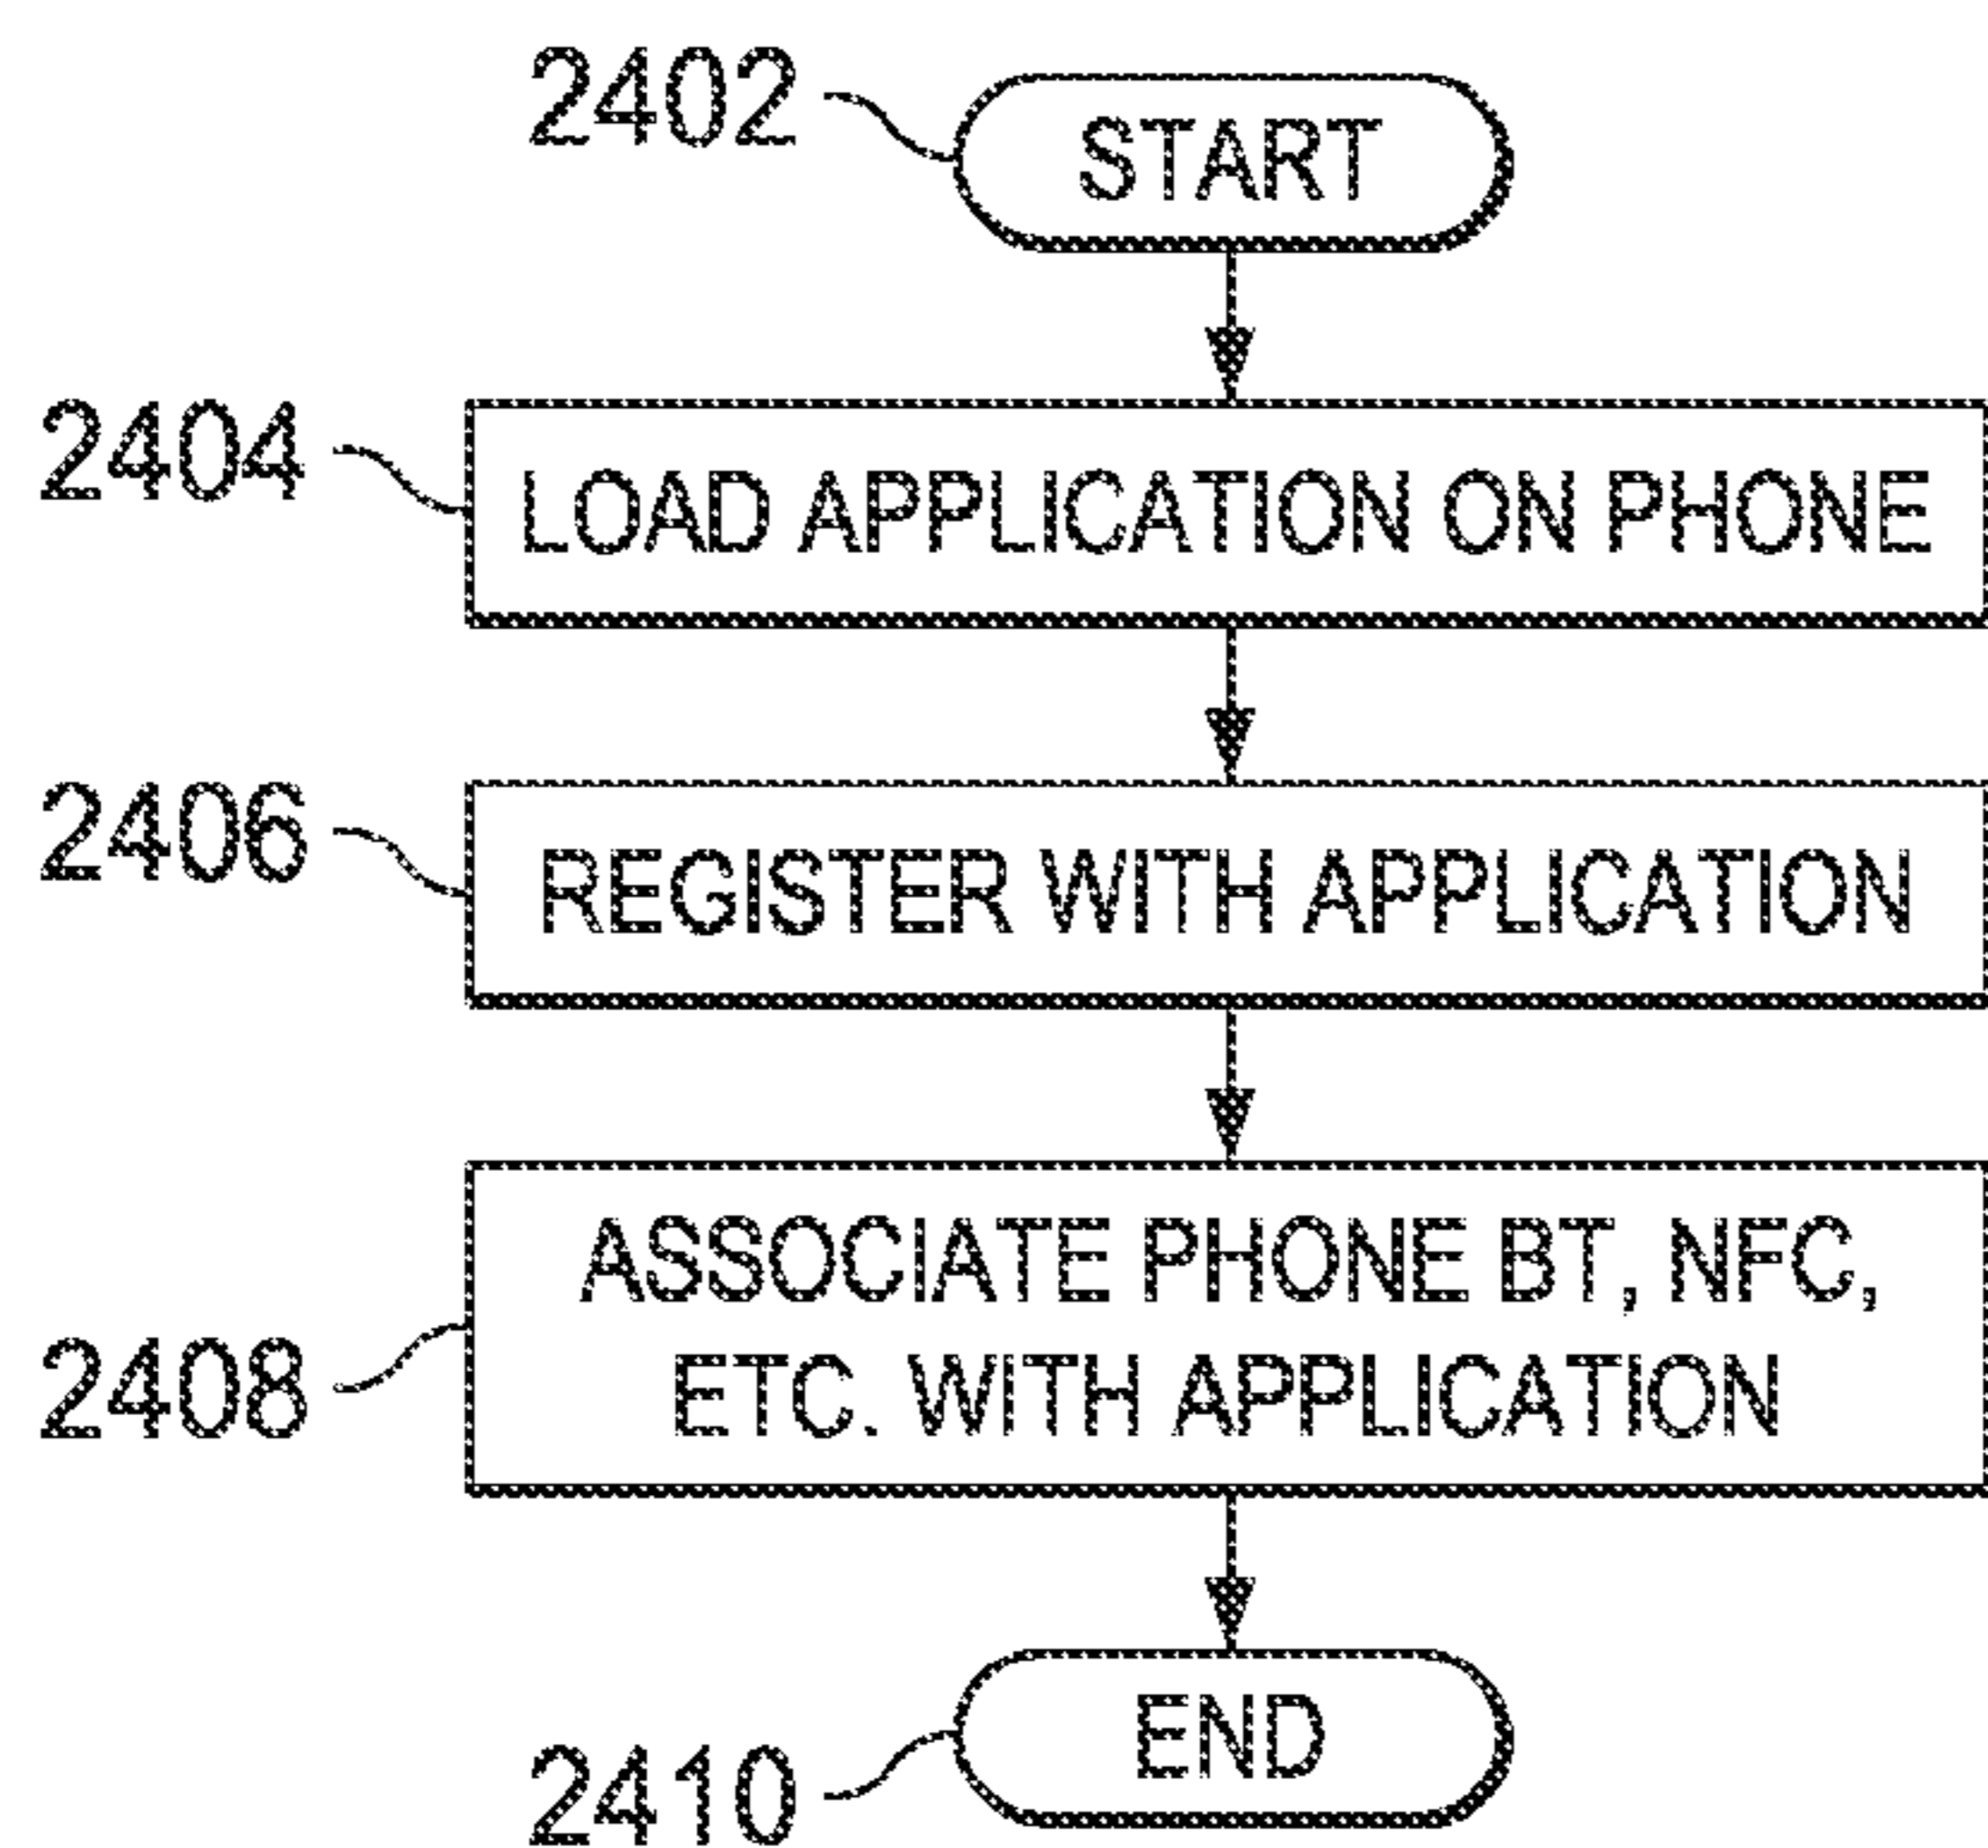 2402
START
2404
LOAD APPLICATION ON PHONE
2406
REGISTER WITH APPLICATION
2408
ASSOCIATE PHONE BT, NFC,
ETC. WITH APPLICATION
2410
END